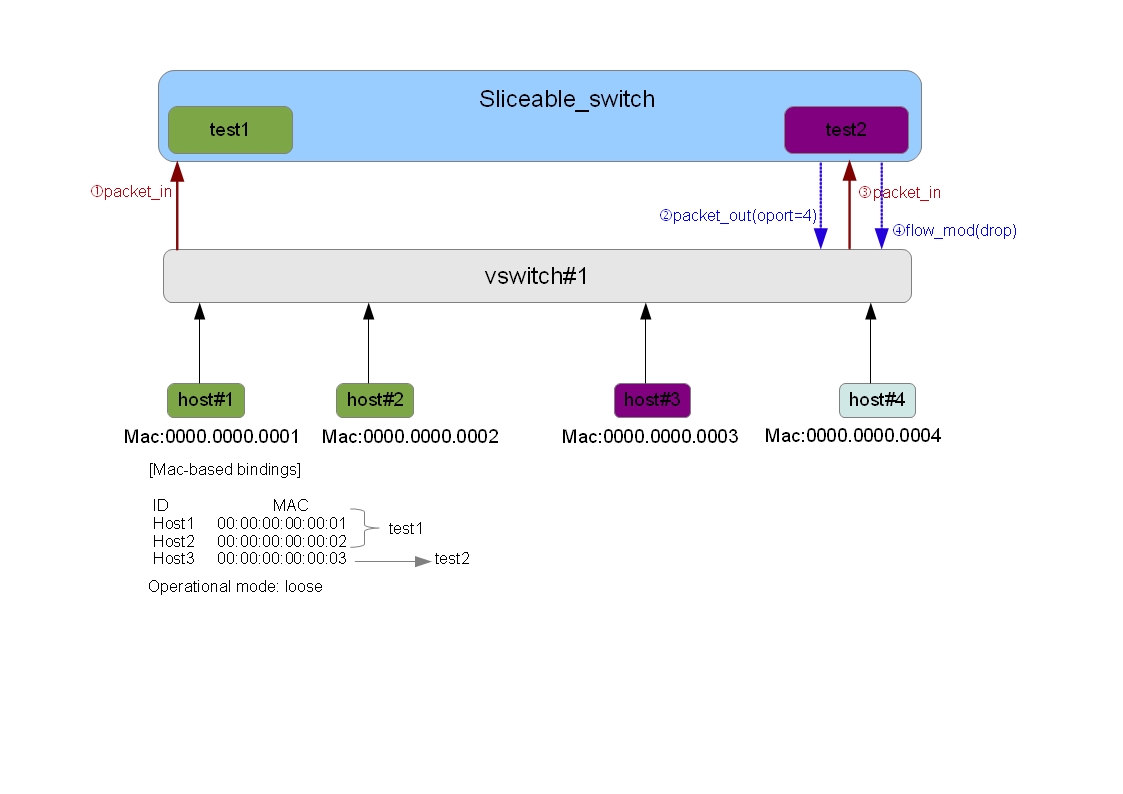 Sliceable_switch
test1
test2
①packet_in
③packet_in
②packet_out(oport=4)
④flow_mod(drop)
vswitch#1
host#1
host#2
host#3
host#4
Mac:0000.0000.0001
Mac:0000.0000.0002
Mac:0000.0000.0003
Mac:0000.0000.0004
[Mac-based bindings]
ID MAC
Host1 00:00:00:00:00:01
test1
Host2 00:00:00:00:00:02
Host3 00:00:00:00:00:03 test2
Operational mode: loose